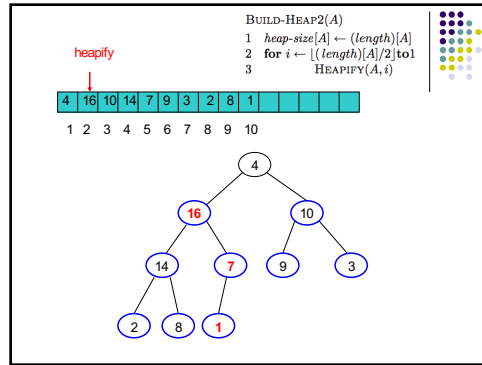 BUILD-HEAP2(A)
1 heap-size[A] ← (length)[A]
2 for i ← ⌊(length)[A]/2⌋to1
3 HEAPIFY(A, i)
heapify
4 16 10 14 7 9 3 2 8 1
1 2 3 4 5 6 7 8 9 10
4
16 10
14 7 9 3
2 8 1